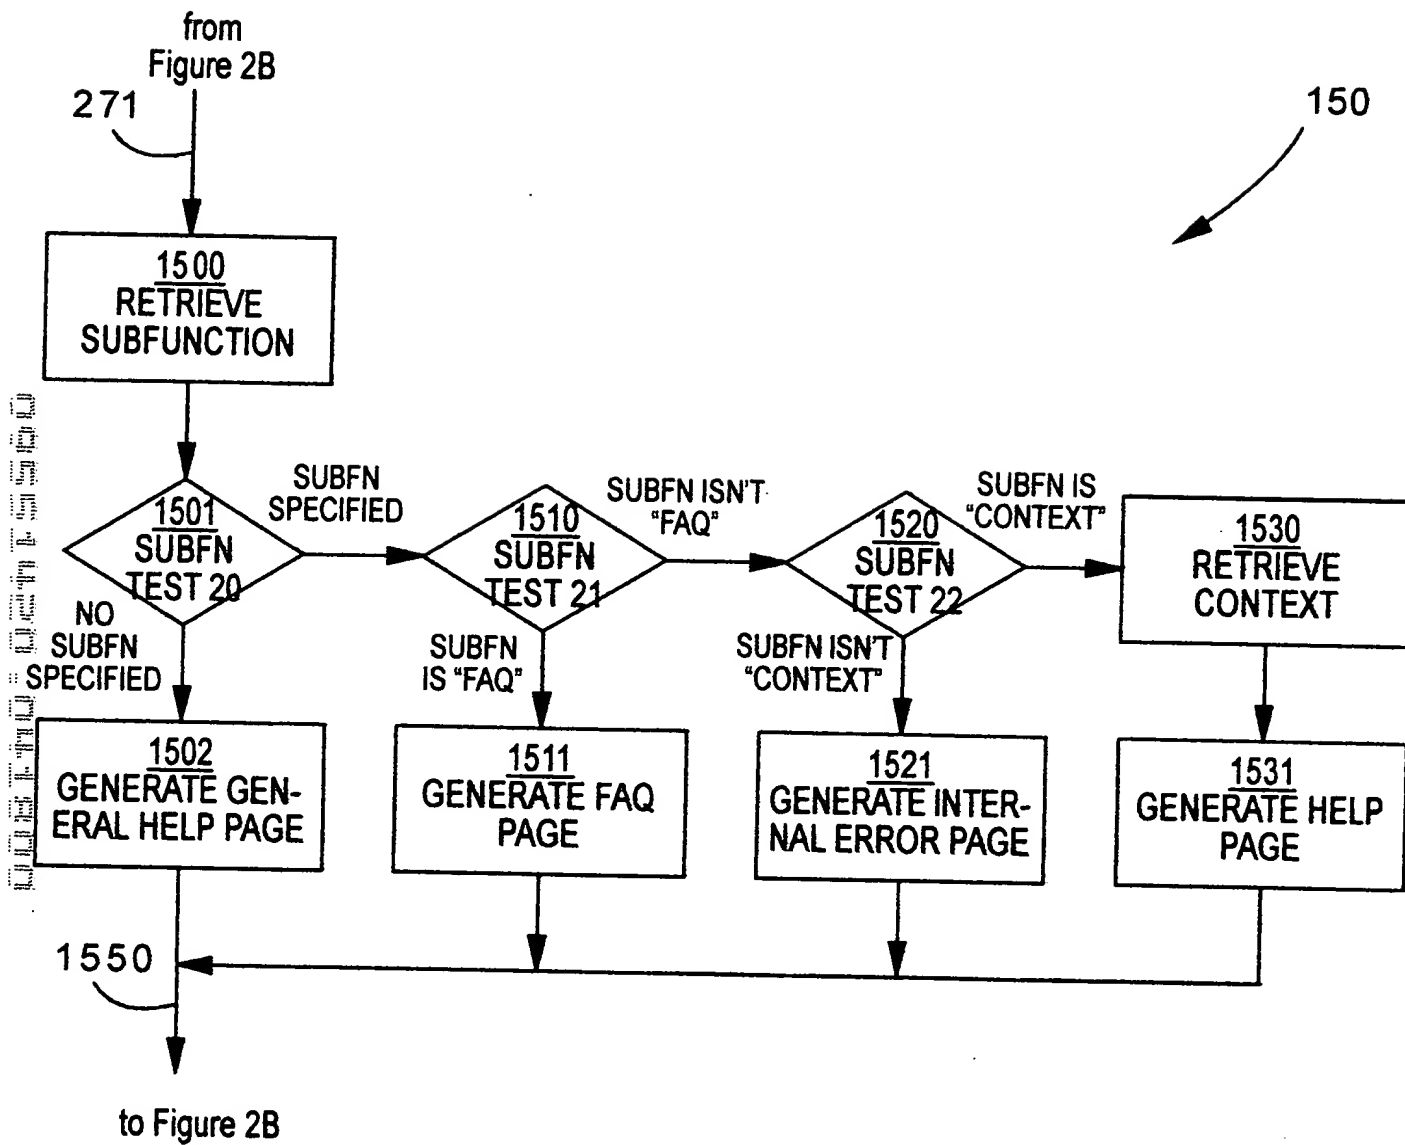 from
Figure 2B
271
150
1500
RETRIEVE
SUBFUNCTION
1501
SUBFN
TEST 20
SUBFN
SPECIFIED
1510
SUBFN
TEST 21
SUBFN ISN'T
"FAQ"
1520
SUBFN
TEST 22
SUBFN IS
"CONTEXT"
1530
RETRIEVE
CONTEXT
NO
SUBFN
SPECIFIED
SUBFN
IS "FAQ"
SUBFN ISN'T
"CONTEXT"
1502
GENERATE GEN-
ERAL HELP PAGE
1511
GENERATE FAQ
PAGE
1521
GENERATE INTER-
NAL ERROR PAGE
1531
GENERATE HELP
PAGE
1550
to Figure 2B